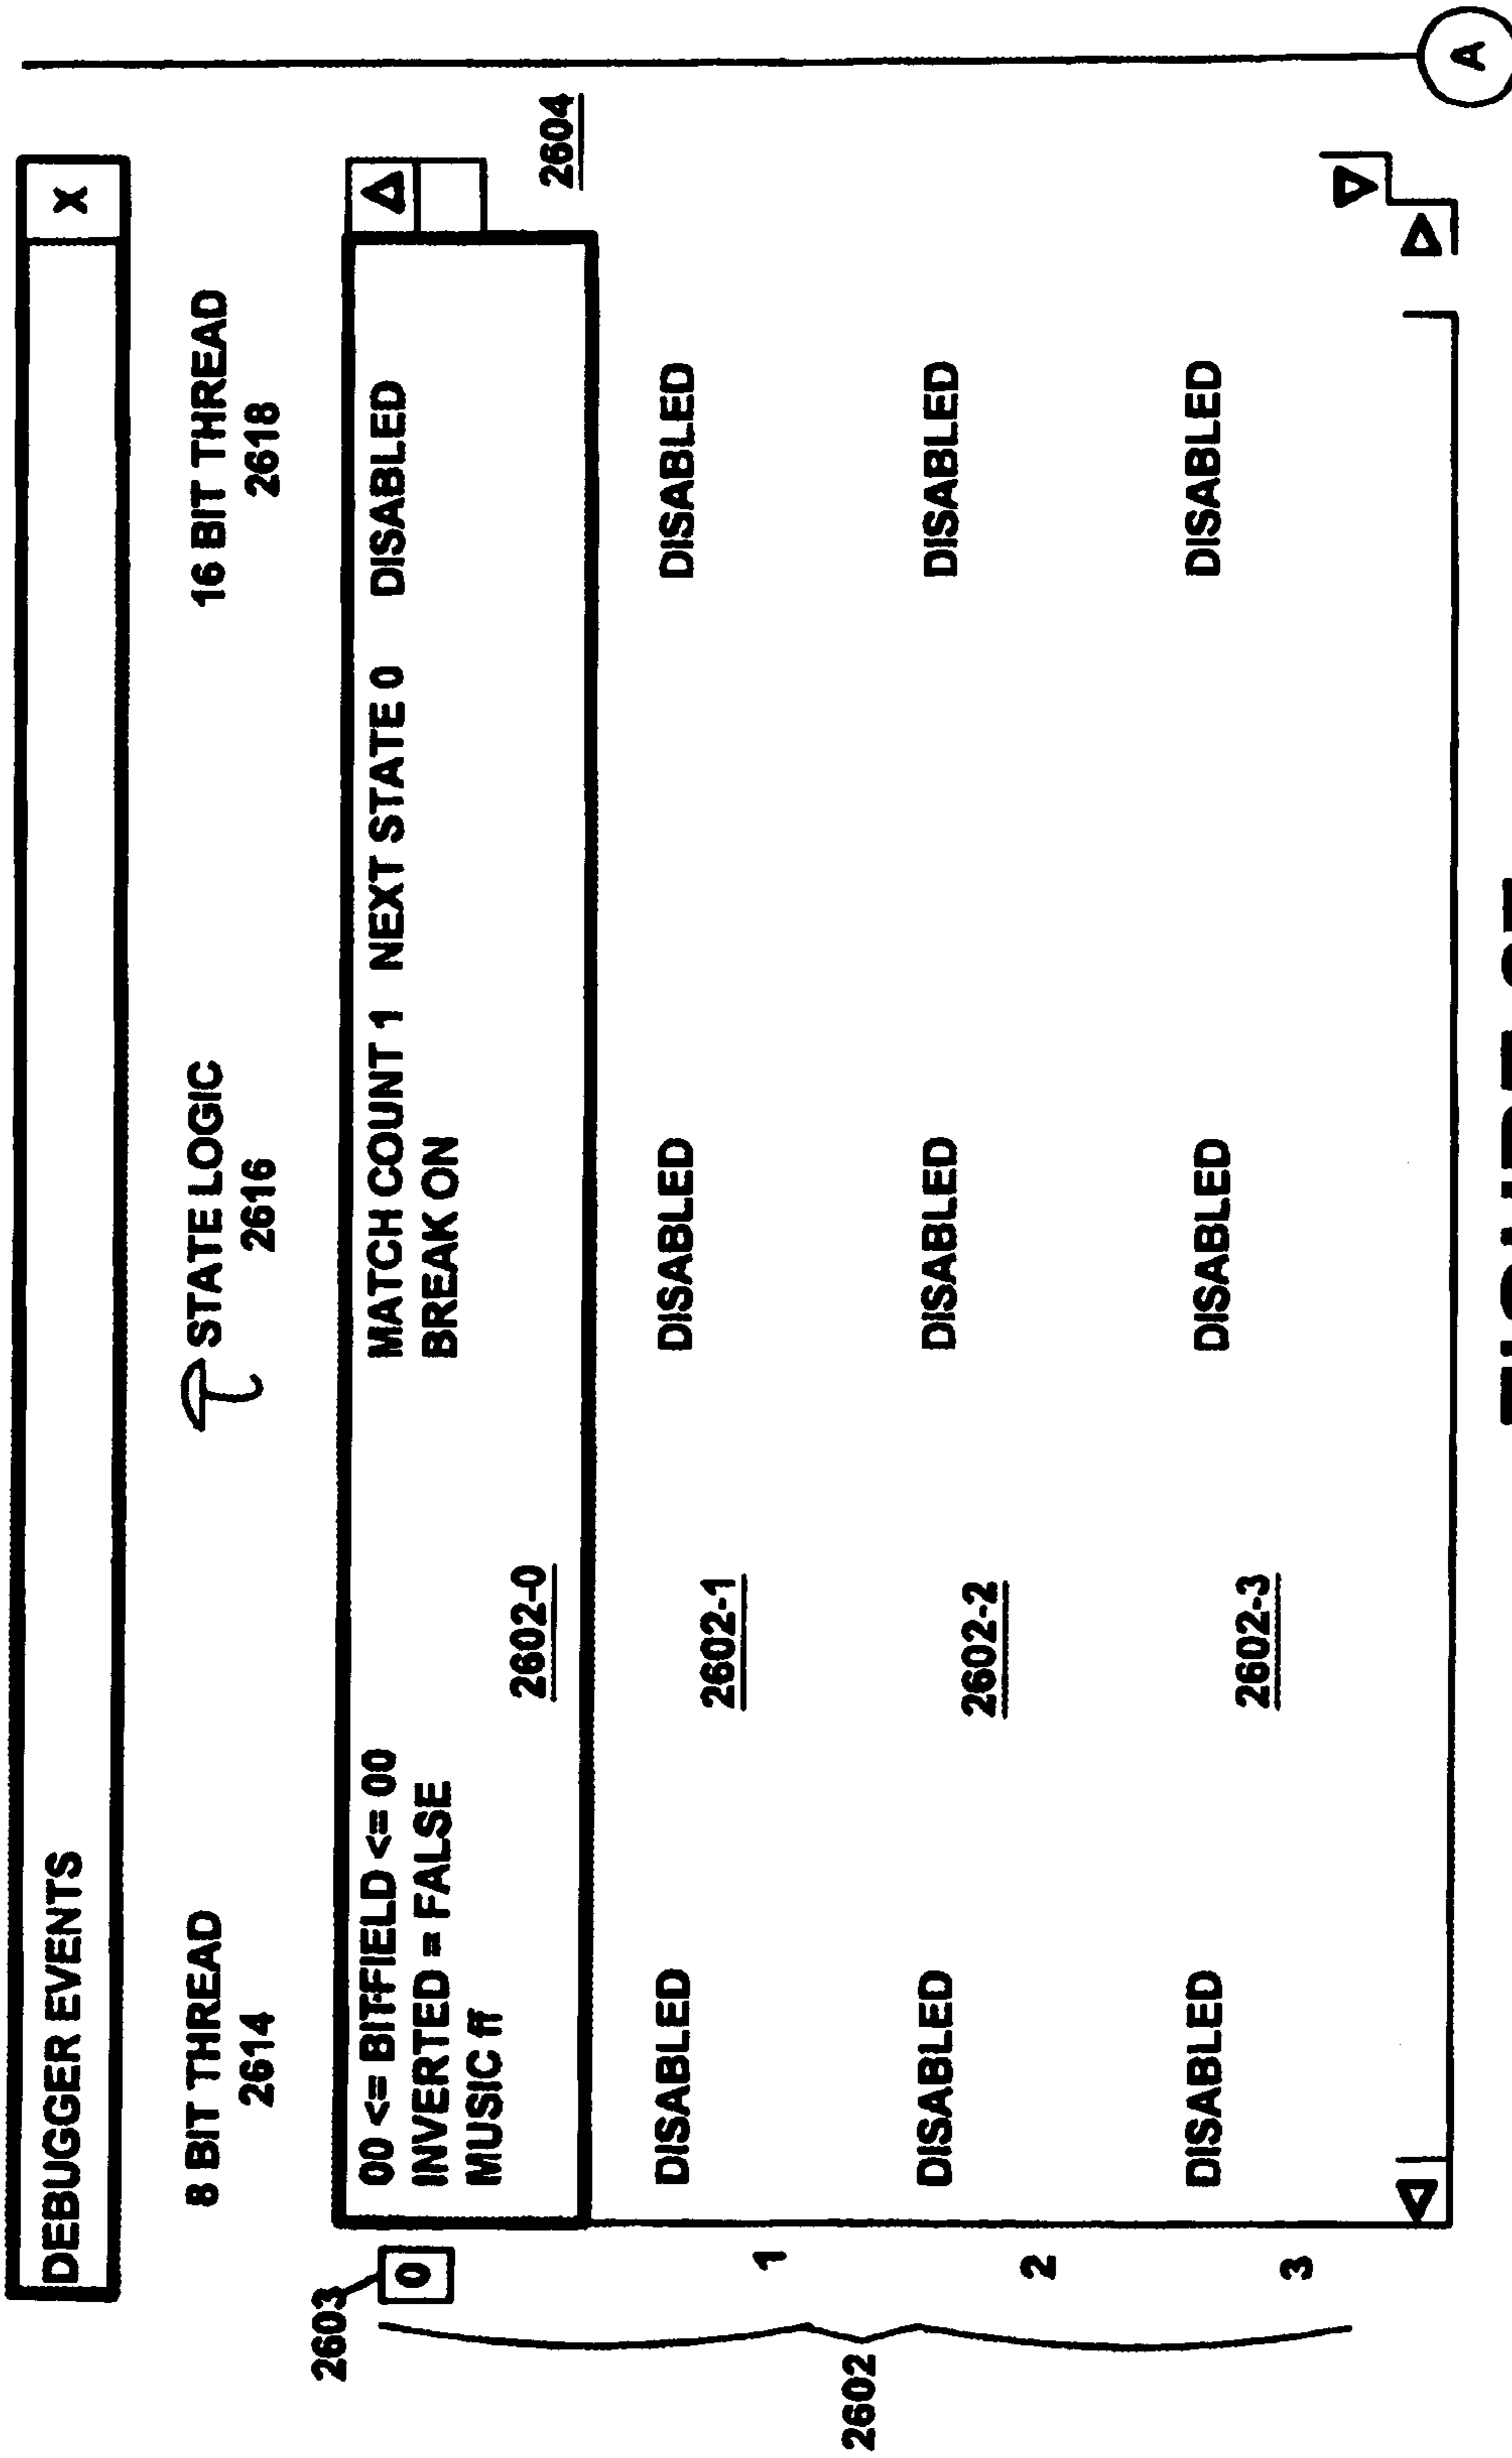 DEBUGGER EVENTS X
8 BIT THREAD STATE LOGIC 16 BIT THREAD
2614 2616 2618
2603
0 00 <= BITFIELD <= 00 MATCH COUNT 1 NEXT STATE 0 DISABLED
INVERTED = FALSE BREAK ON
MUSIC ff
2602-0 2604
DISABLED DISABLED DISABLED
1 2602-1
DISABLED DISABLED DISABLED
2 2602-2
2602
DISABLED DISABLED DISABLED
3 2602-3
A